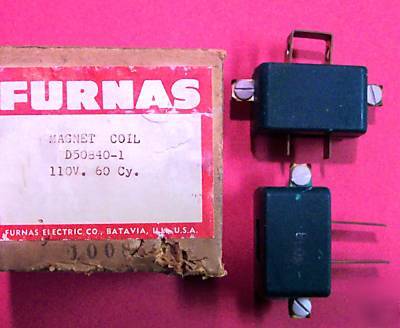 FURNAS
MAGNET COIL
D50840-1
110V. 60 Cy.
FURNAS ELECTRIC CO., BATAVIA, ILL. U.S.A.